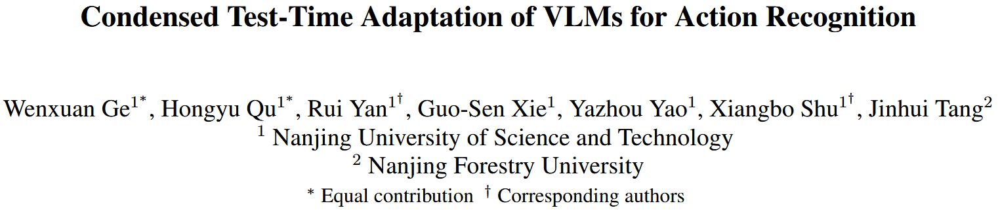 Condensed Test-Time Adaptation of VLMs for Action Recognition
Wenxuan Ge1*, Hongyu Qu1*, Rui Yan1†, Guo-Sen Xie1, Yazhou Yao1, Xiangbo Shu1†, Jinhui Tang2
1 Nanjing University of Science and Technology
2 Nanjing Forestry University
* Equal contribution † Corresponding authors